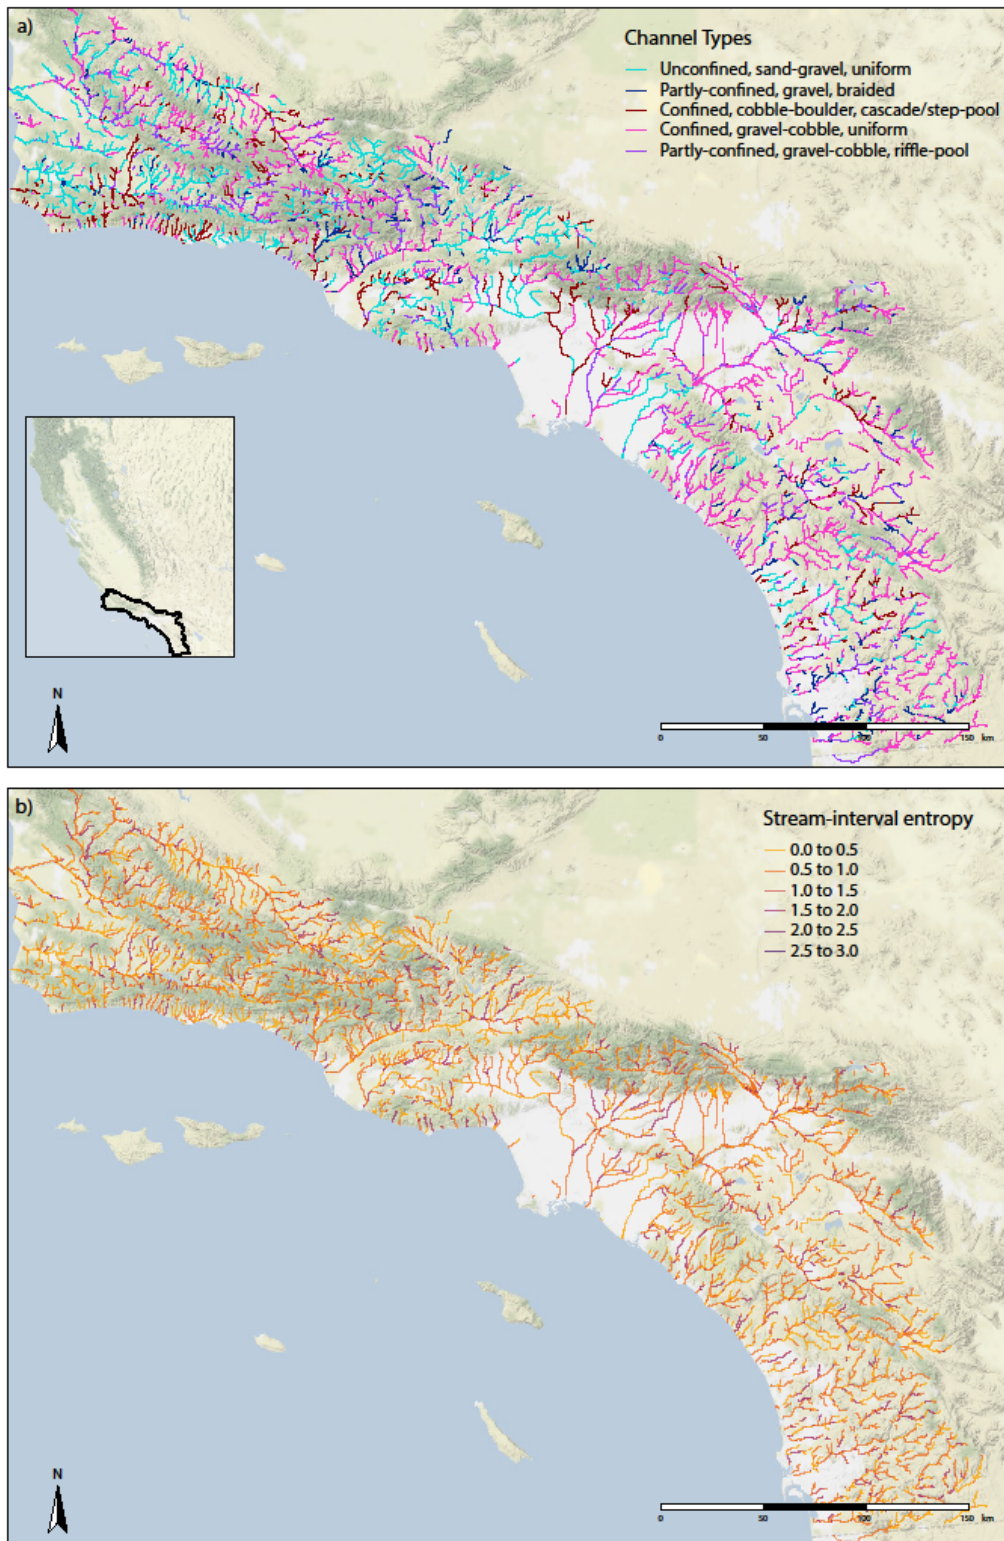 a)
Channel Types
Unconfined, sand-gravel, uniform
Partly-confined, gravel, braided
Confined, cobble-boulder, cascade/step-pool
Confined, gravel-cobble, uniform
Partly-confined, gravel-cobble, riffle-pool
N
0 50 100 150 km
b)
Stream-interval entropy
0.0 to 0.5
0.5 to 1.0
1.0 to 1.5
1.5 to 2.0
2.0 to 2.5
2.5 to 3.0
N
0 50 100 150 km